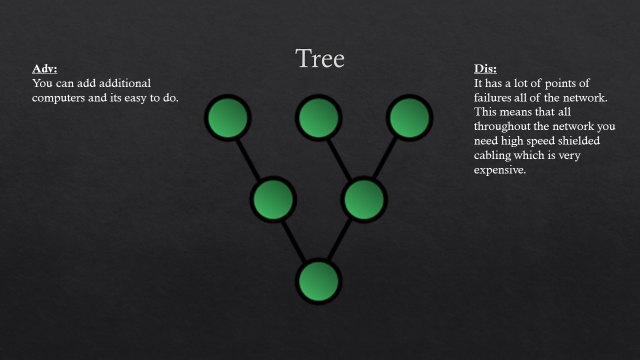 Tree
Adv:
You can add additional
computers and its easy to do.
Dis:
It has a lot of points of
failures all of the network.
This means that all
throughout the network you
need high speed shielded
cabling which is very
expensive.